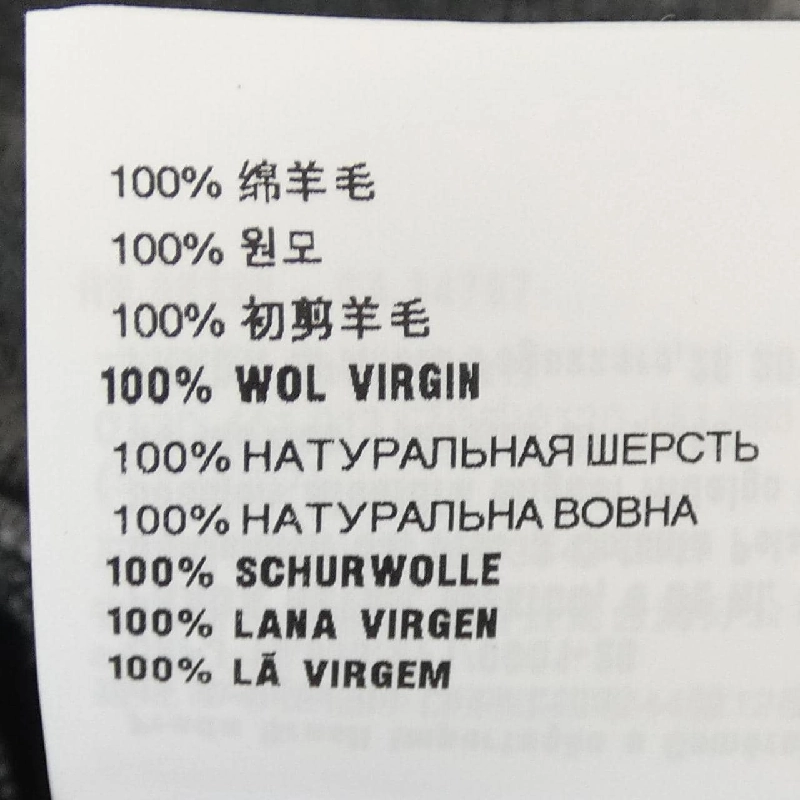 100% 绵羊毛
100% 원모
100% 初剪羊毛
100% WOL VIRGIN
100% НАТУРАЛЬНАЯ ШЕРСТЬ
100% НАТУРАЛЬНА ВОВНА
100% SCHURWOLLE
100% LANA VIRGEN
100% LÃ VIRGEM